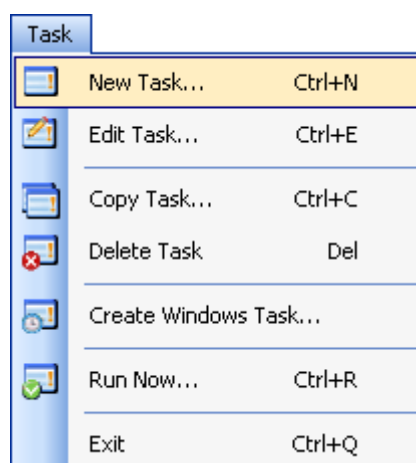 Task
New Task... Ctrl+N
Edit Task... Ctrl+E
Copy Task... Ctrl+C
Delete Task Del
Create Windows Task...
Run Now... Ctrl+R
Exit Ctrl+Q